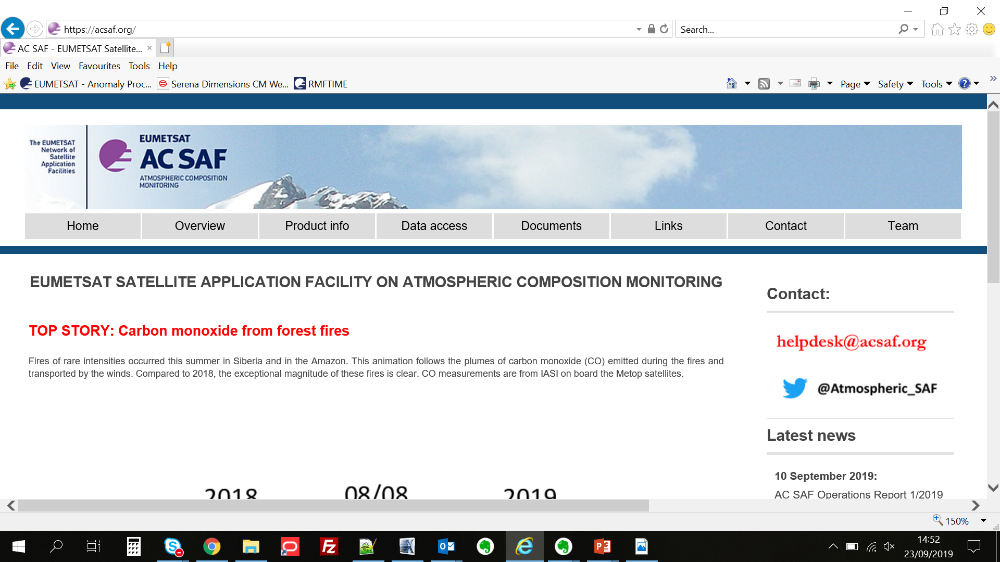 https://acsaf.org/
Search...
AC SAF - EUMETSAT Satellite...
File Edit View Favourites Tools Help
EUMETSAT - Anomaly Proc... Serena Dimensions CM We... RMFTIME
Page Safety Tools
The EUMETSAT
Network of
Satellite
Application
Facilities
EUMETSAT
AC SAF
ATMOSPHERIC COMPOSITION
MONITORING
Home Overview Product info Data access Documents Links Contact Team
EUMETSAT SATELLITE APPLICATION FACILITY ON ATMOSPHERIC COMPOSITION MONITORING
TOP STORY: Carbon monoxide from forest fires
Fires of rare intensities occurred this summer in Siberia and in the Amazon. This animation follows the plumes of carbon monoxide (CO) emitted during the fires and
transported by the winds. Compared to 2018, the exceptional magnitude of these fires is clear. CO measurements are from IASI on board the Metop satellites.
2018 08/08 2019
Contact:
helpdesk@acsaf.org
@Atmospheric_SAF
Latest news
10 September 2019:
AC SAF Operations Report 1/2019
150%
14:52
23/09/2019